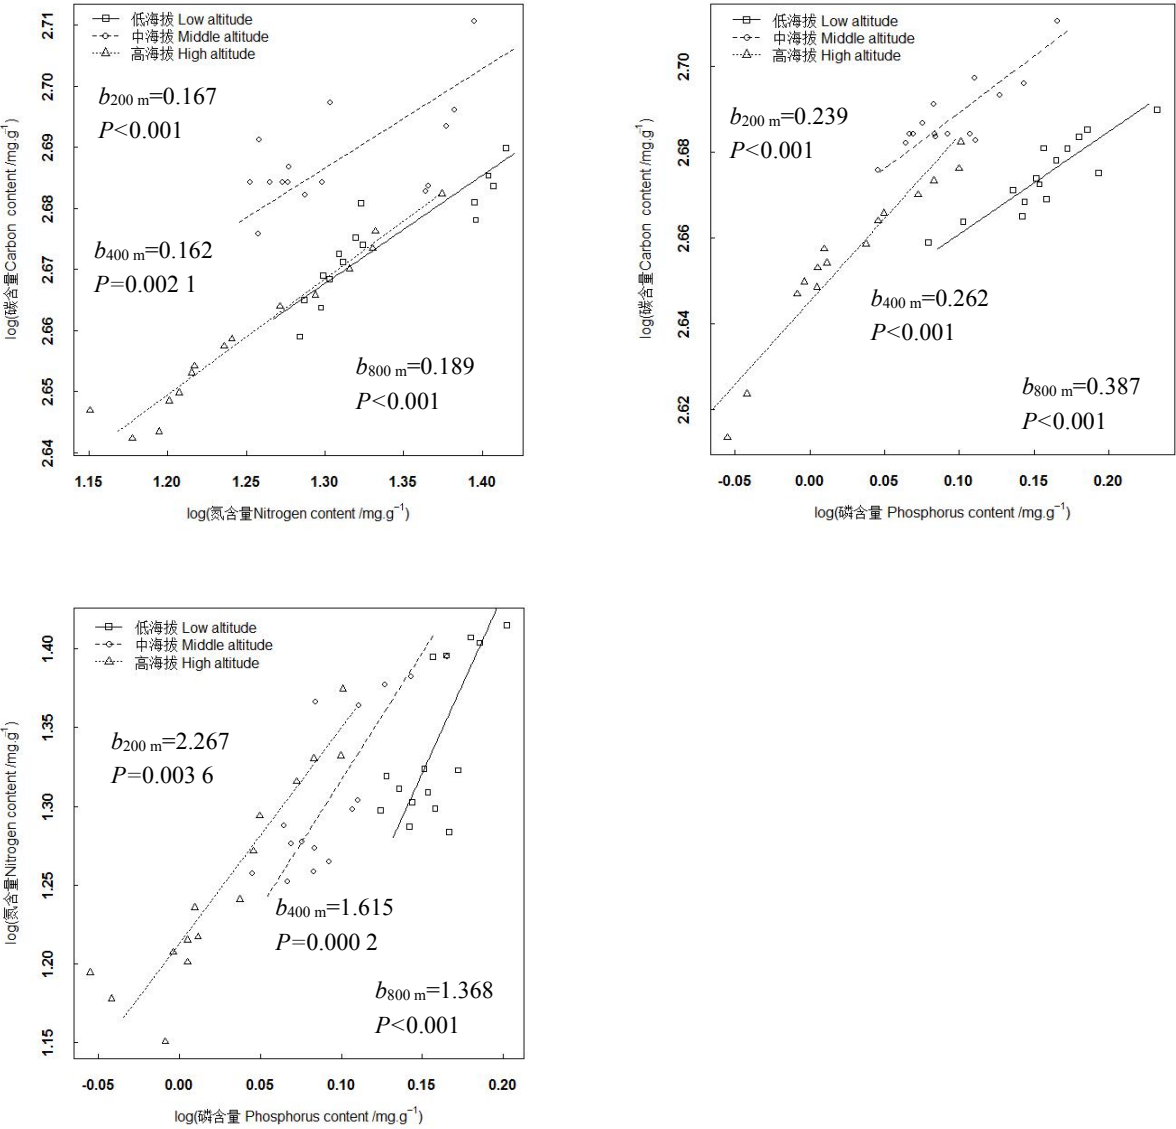 低海拔 Low altitude
中海拔 Middle altitude
高海拔 High altitude
b200 m=0.167
P<0.001
b400 m=0.162
P=0.002 1
b800 m=0.189
P<0.001
2.71
2.70
2.69
2.68
2.67
2.66
2.65
2.64
log(碳含量Carbon content /mg.g−1)
1.15 1.20 1.25 1.30 1.35 1.40
log(氮含量Nitrogen content /mg.g−1)
低海拔 Low altitude
中海拔 Middle altitude
高海拔 High altitude
b200 m=0.239
P<0.001
b400 m=0.262
P<0.001
b800 m=0.387
P<0.001
2.70
2.68
2.66
2.64
2.62
log(碳含量Carbon content /mg.g−1)
-0.05 0.00 0.05 0.10 0.15 0.20
log(磷含量 Phosphorus content /mg.g−1)
低海拔 Low altitude
中海拔 Middle altitude
高海拔 High altitude
b200 m=2.267
P=0.003 6
b400 m=1.615
P=0.000 2
b800 m=1.368
P<0.001
1.40
1.35
1.30
1.25
1.20
1.15
log(氮含量Nitrogen content /mg.g−1)
-0.05 0.00 0.05 0.10 0.15 0.20
log(磷含量 Phosphorus content /mg.g−1)